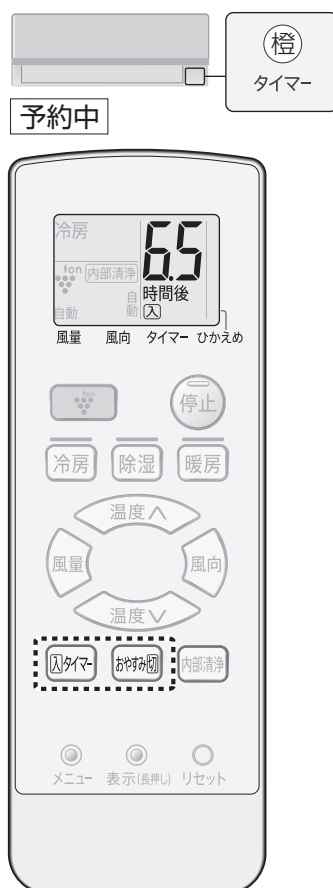 橙
タイマー
予約中
冷房
6.5
ion
内部清浄
時間後
自動
自動
入
風量 風向 タイマー ひかえめ
ion
停止
冷房 除湿 暖房
温度∧
風量 風向
温度∨
入タイマー おやすみ切 内部清浄
メニュー 表示(長押し) リセット